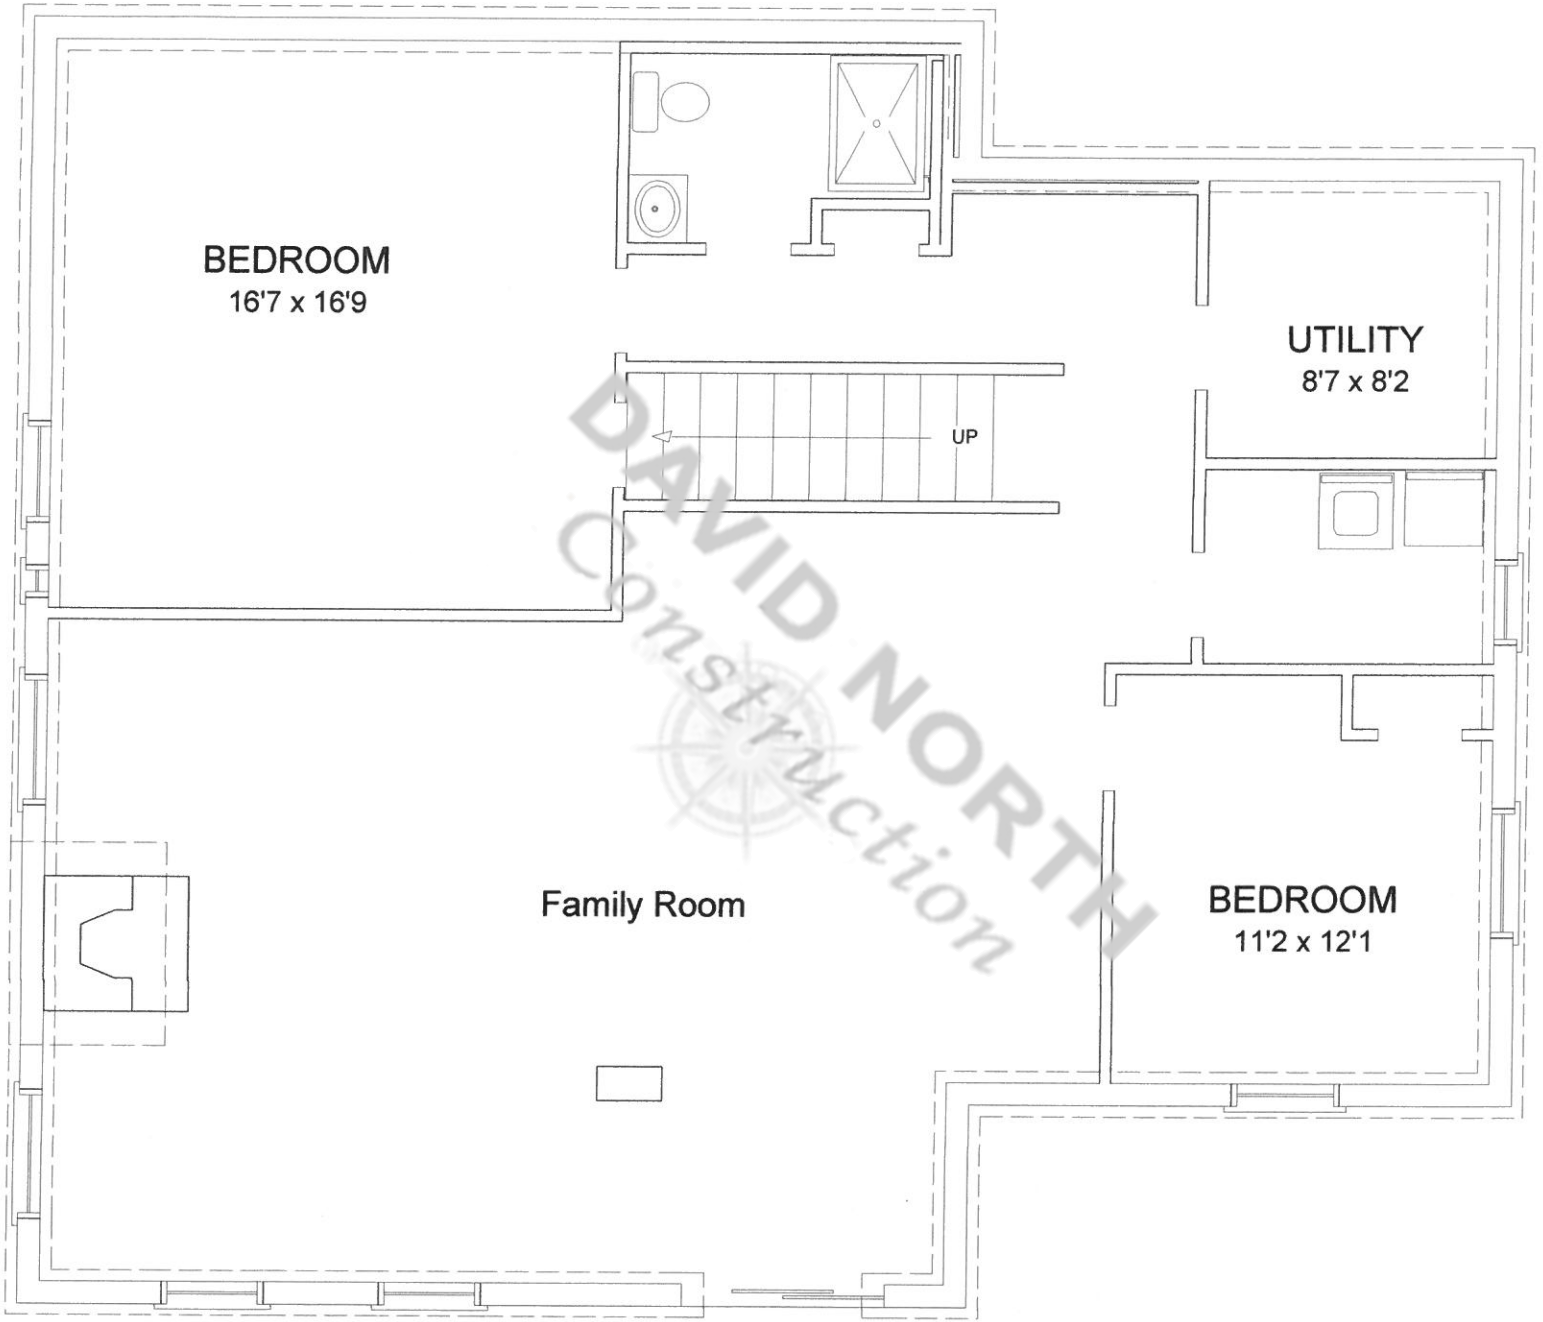 BEDROOM
16'7 x 16'9
UTILITY
8'7 x 8'2
UP
DAVID NORTH
Construction
Family Room
BEDROOM
11'2 x 12'1